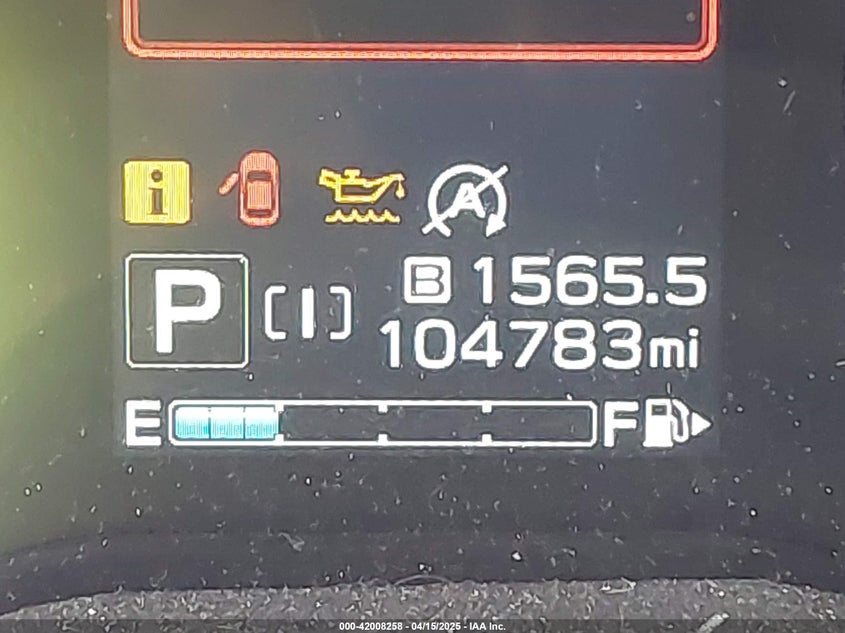 i
A
B 1565.5
P [I] 104783mi
E F
000-42008258 - 04/15/2025 - IAA Inc.